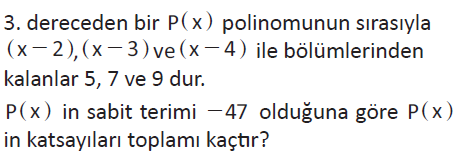 3. dereceden bir P(x) polinomunun sırasıyla
(x−2),(x−3)ve(x−4) ile bölümlerinden
kalanlar 5, 7 ve 9 dur.
P(x) in sabit terimi −47 olduğuna göre P(x)
in katsayıları toplamı kaçtır?